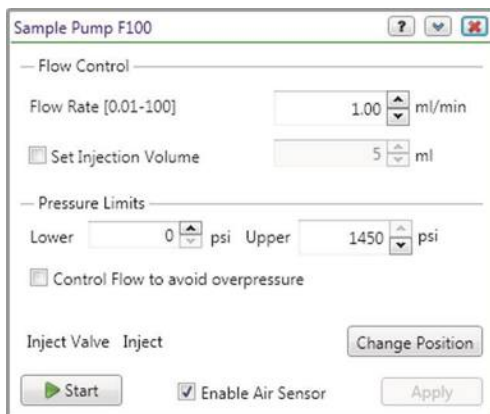 Sample Pump F100 ?
Flow Control
Flow Rate [0.01-100] 1.00 ml/min
Set Injection Volume 5 ml
Pressure Limits
Lower 0 psi Upper 1450 psi
Control Flow to avoid overpressure
Inject Valve Inject Change Position
Start Enable Air Sensor Apply